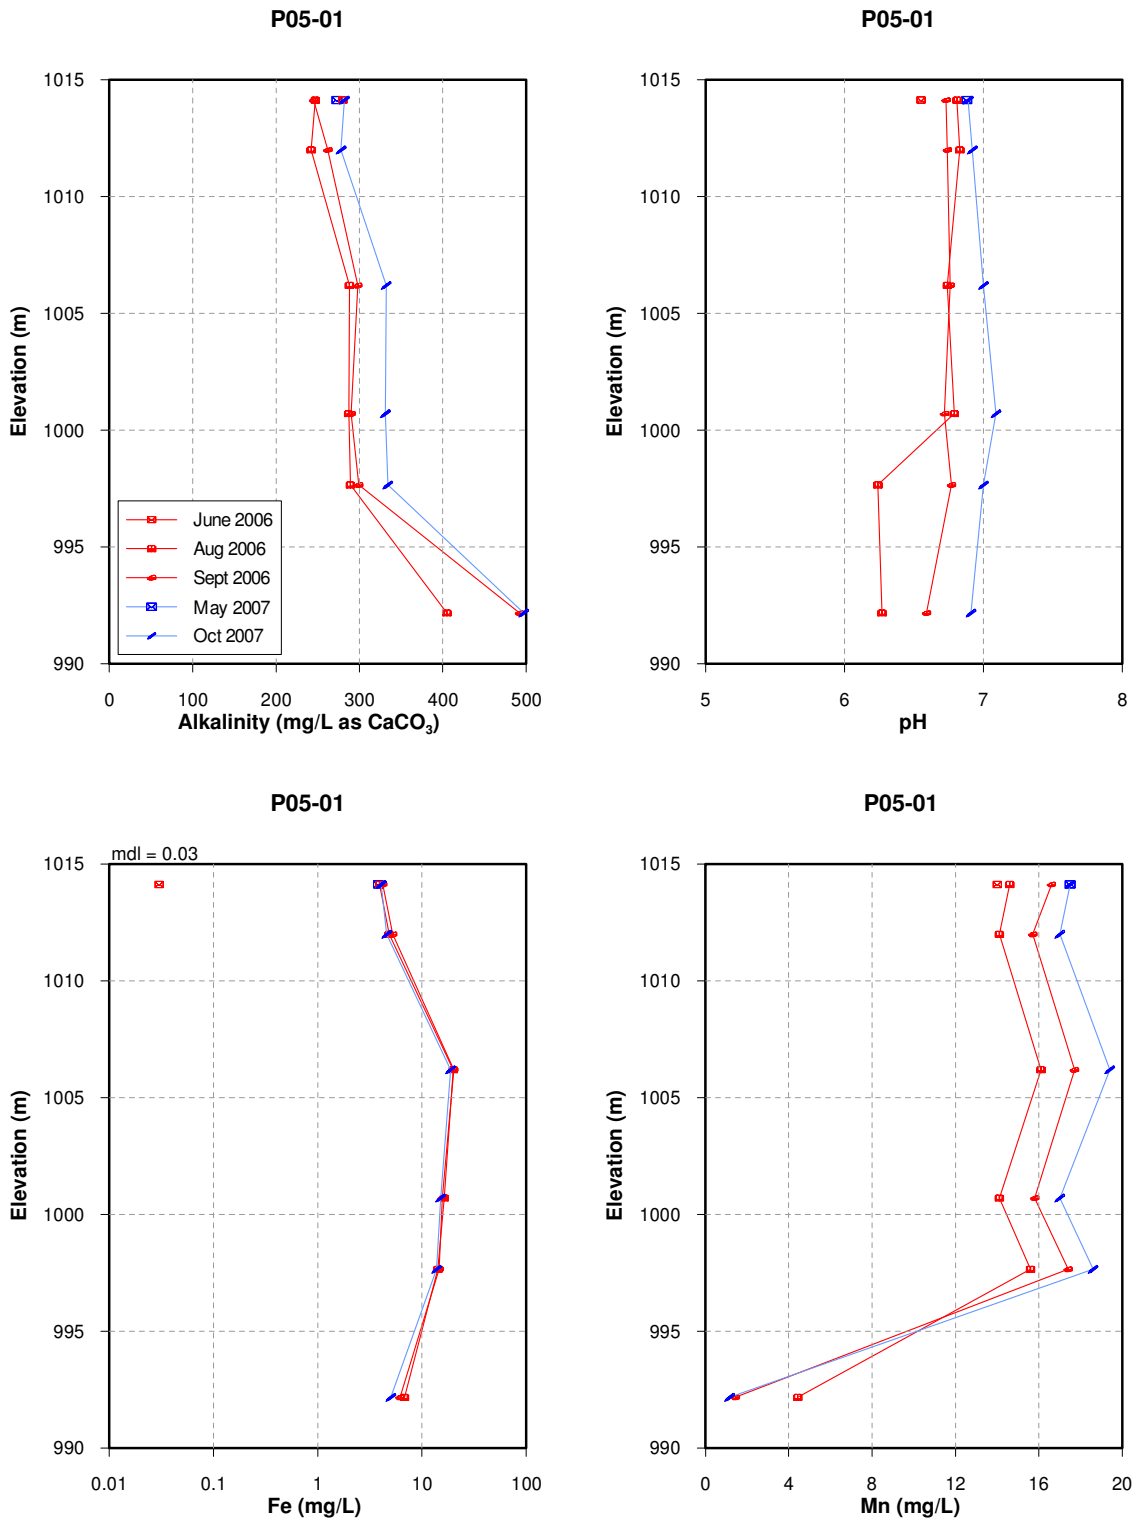 P05-01
P05-01
1015
1010
1005
1000
995
990
Elevation (m)
June 2006
Aug 2006
Sept 2006
May 2007
Oct 2007
0 100 200 300 400 500
Alkalinity (mg/L as CaCO₃)
1015
1010
1005
1000
995
990
Elevation (m)
5 6 7 8
pH
P05-01
P05-01
mdl = 0.03
1015
1010
1005
1000
995
990
Elevation (m)
0.01 0.1 1 10 100
Fe (mg/L)
1015
1010
1005
1000
995
990
Elevation (m)
0 4 8 12 16 20
Mn (mg/L)